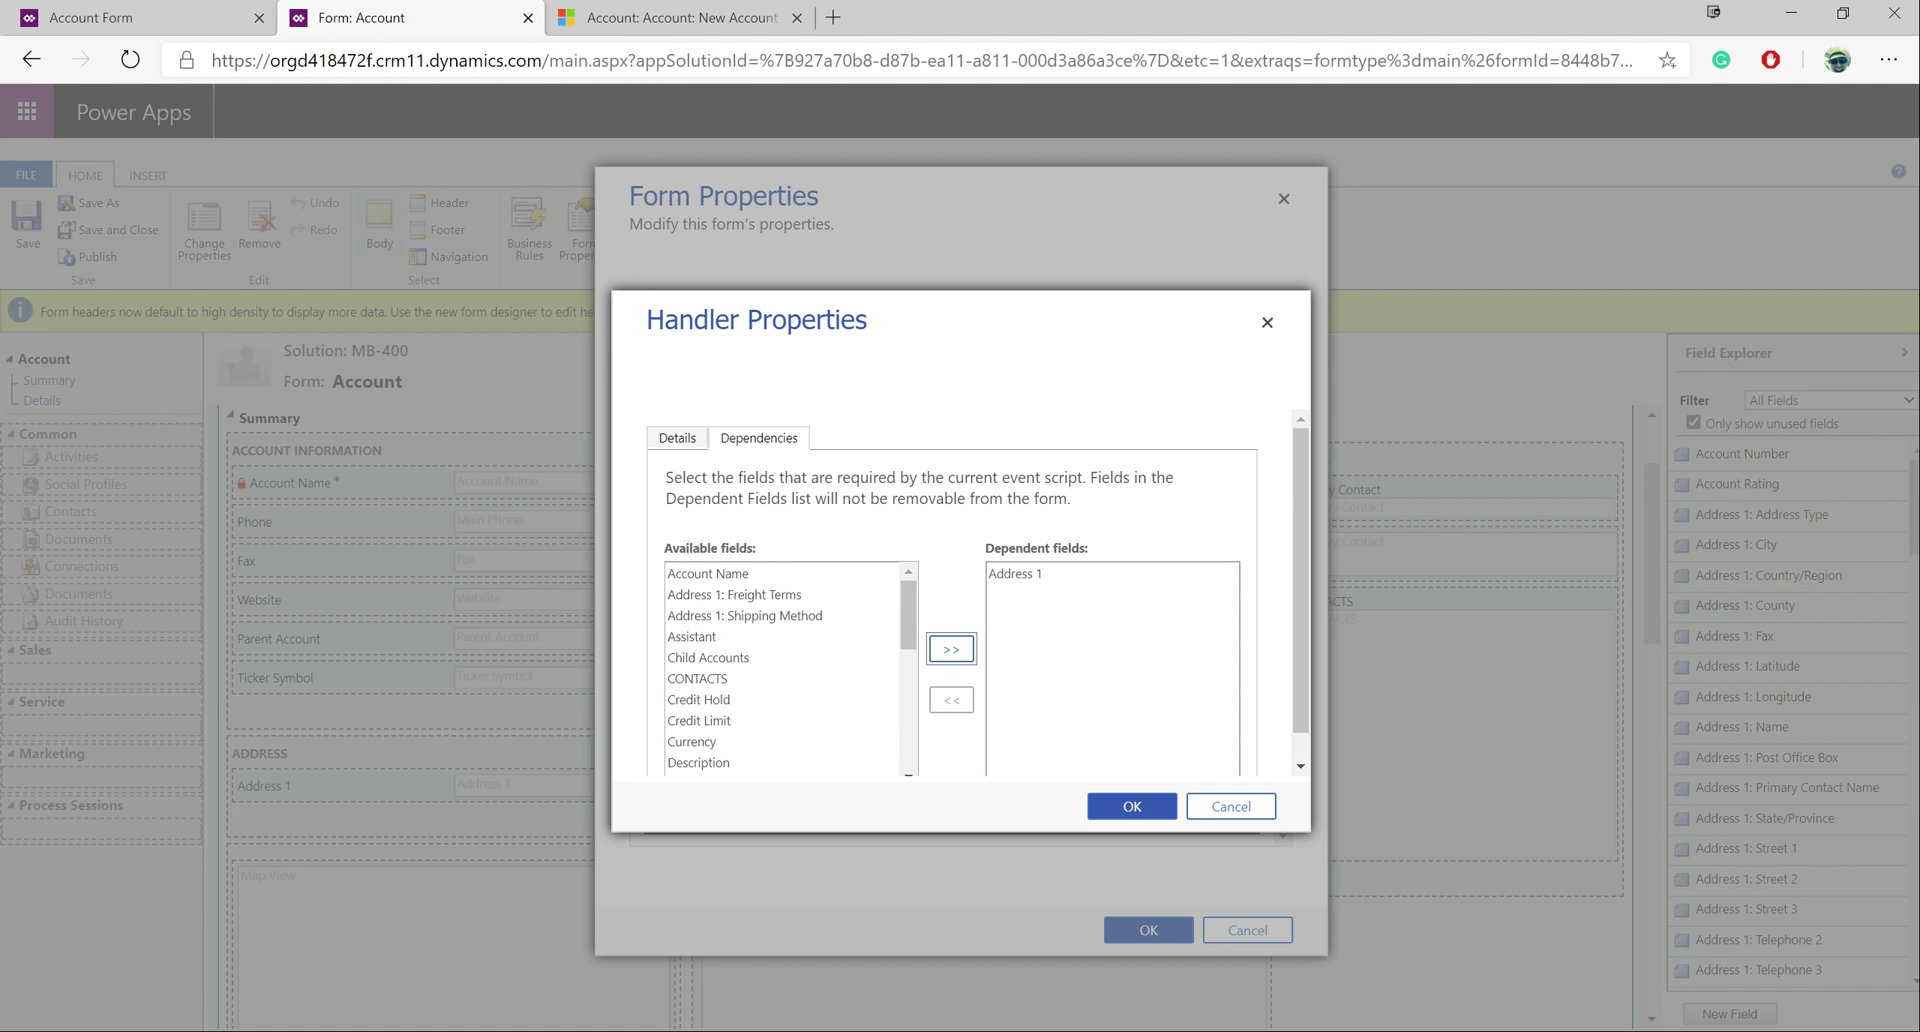 Account Form
Form: Account
Account: Account: New Account
https://orgd418472f.crm11.dynamics.com/main.aspx?appSolutionId=%7B927a70b8-d87b-ea11-a811-000d3a86a3ce%7D&etc=1&extraqs=formtype%3dmain%26formId=8448b7...
Power Apps
FILE
HOME
INSERT
Save
Save As
Save and Close
Publish
Save
Change Properties
Remove
Undo
Redo
Edit
Body
Header
Footer
Navigation
Select
Business Rules
Form Proper
Form headers now default to high density to display more data. Use the new form designer to edit he
Account
Summary
Details
Common
Activities
Social Profiles
Contacts
Documents
Connections
Documents
Audit History
Sales
Service
Marketing
Process Sessions
Solution: MB-400
Form: Account
Summary
ACCOUNT INFORMATION
Account Name * Account Name
Phone Main Phone
Fax Fax
Website Website
Parent Account Parent Account
Ticker Symbol Ticker Symbol
ADDRESS
Address 1 Address 1
Map View
Form Properties
Modify this form's properties.
Handler Properties
Details
Dependencies
Select the fields that are required by the current event script. Fields in the
Dependent Fields list will not be removable from the form.
Available fields:
Account Name
Address 1: Freight Terms
Address 1: Shipping Method
Assistant
Child Accounts
CONTACTS
Credit Hold
Credit Limit
Currency
Description
>>
<<
Dependent fields:
Address 1
OK
Cancel
OK
Cancel
y Contact
y Contact
y Contact
ACTS
ACTS
Field Explorer
Filter All Fields
Only show unused fields
Account Number
Account Rating
Address 1: Address Type
Address 1: City
Address 1: Country/Region
Address 1: County
Address 1: Fax
Address 1: Latitude
Address 1: Longitude
Address 1: Name
Address 1: Post Office Box
Address 1: Primary Contact Name
Address 1: State/Province
Address 1: Street 1
Address 1: Street 2
Address 1: Street 3
Address 1: Telephone 2
Address 1: Telephone 3
New Field